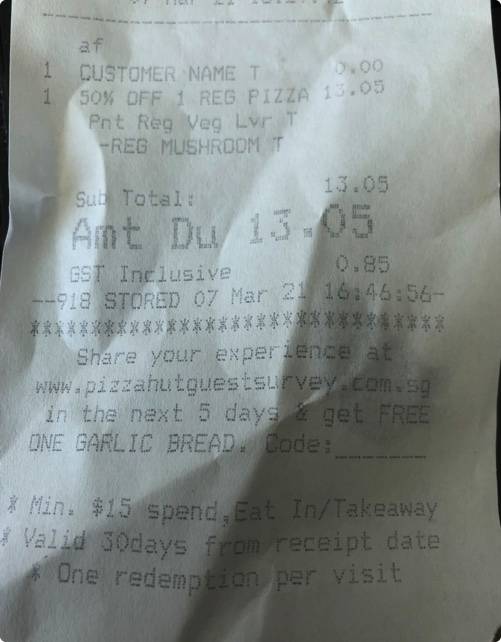 af
1 CUSTOMER NAME T 0.00
1 50% OFF 1 REG PIZZA 13.05
Pnt Reg Veg Lvr T
-REG MUSHROOM T
Sub Total: 13.05
Amt Du 13.05
GST Inclusive 0.85
--918 STORED 07 Mar 21 16:46:56-
****************************************
Share your experience at
www.pizzahutguestsurvey.com.sg
in the next 5 days & get FREE
ONE GARLIC BREAD. Code:______
* Min. $15 spend,Eat In/Takeaway
* Valid 30days from receipt date
* One redemption per visit